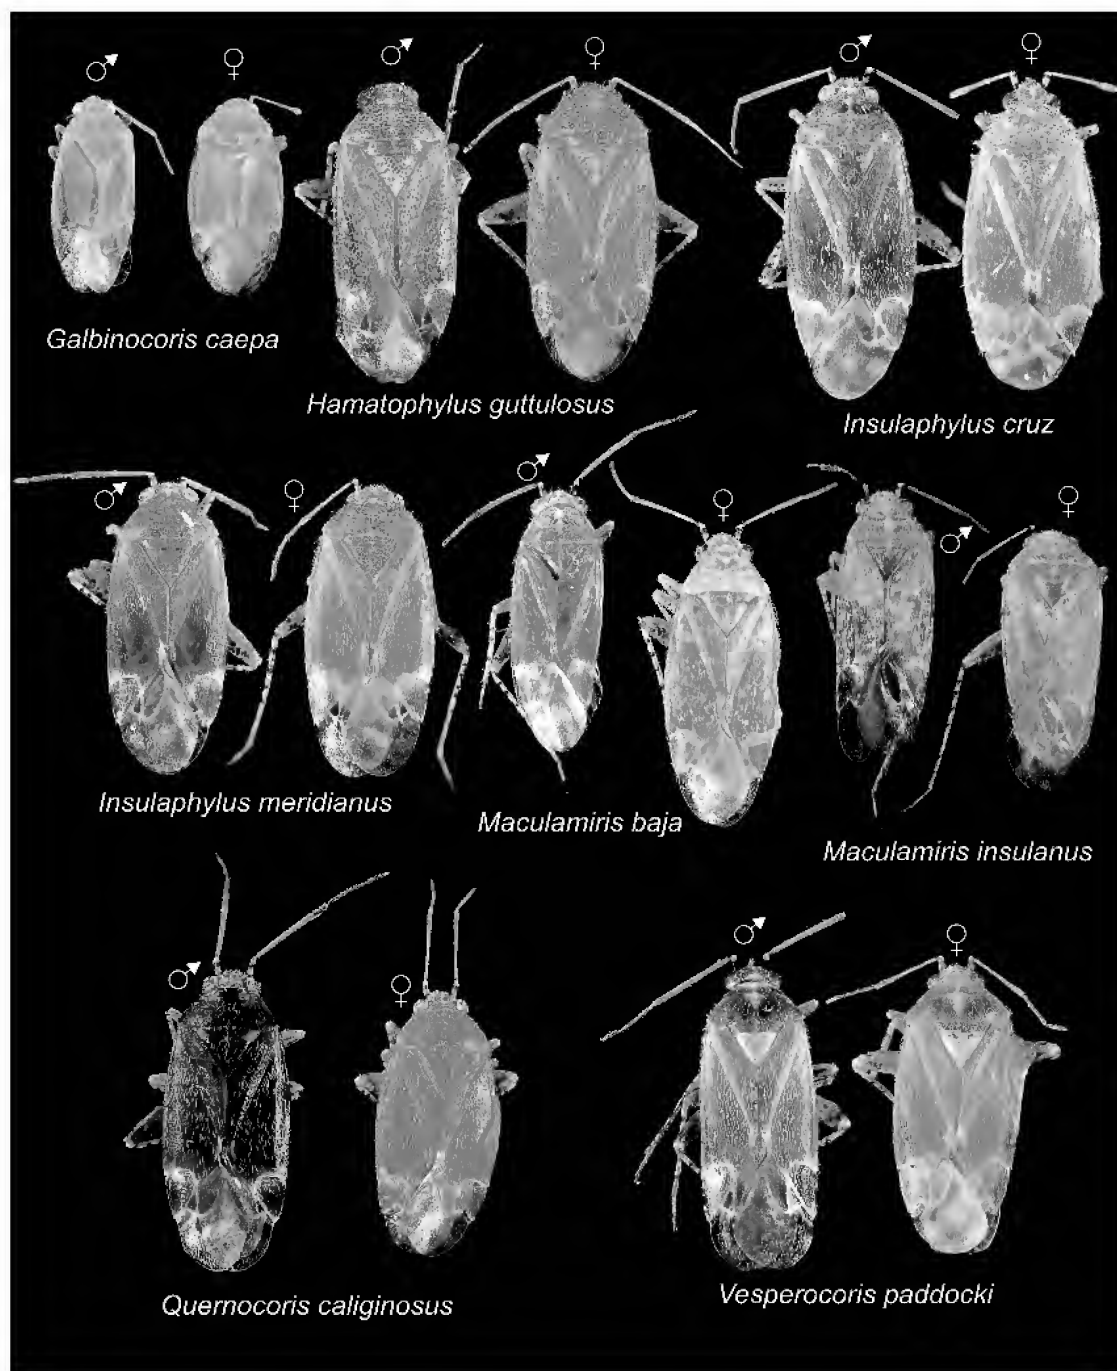 ♂ ♀ ♂ ♀ ♂ ♀
Galbinocoris caepa
Hamatophylus guttulosus
Insulaphylus cruz
♂ ♀ ♂ ♀ ♂ ♀
Insulaphylus meridianus
Maculamiris baja
Maculamiris insulanus
♂ ♀ ♂ ♀
Quernocoris caliginosus
Vesperocoris paddocki